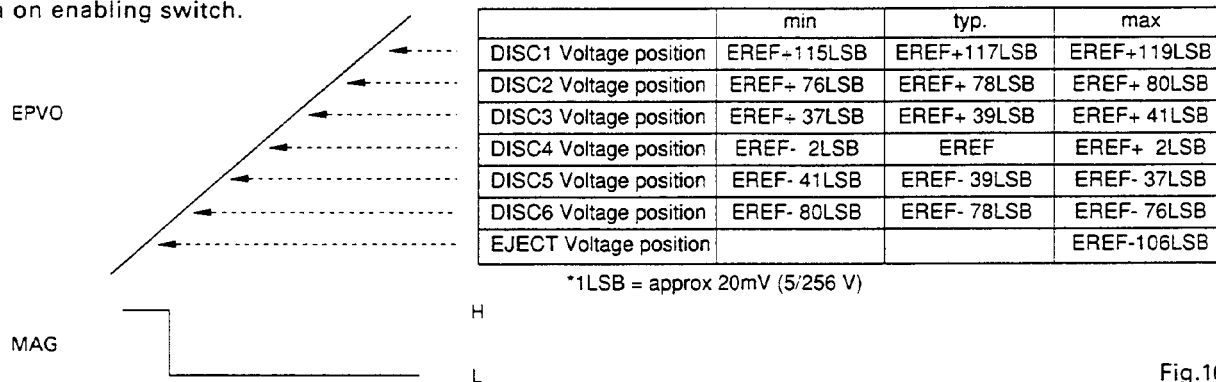 on enabling switch.
min typ. max
DISC1 Voltage position EREF+115LSB EREF+117LSB EREF+119LSB
DISC2 Voltage position EREF+ 76LSB EREF+ 78LSB EREF+ 80LSB
EPVO
DISC3 Voltage position EREF+ 37LSB EREF+ 39LSB EREF+ 41LSB
DISC4 Voltage position EREF- 2LSB EREF EREF+ 2LSB
DISC5 Voltage position EREF- 41LSB EREF- 39LSB EREF- 37LSB
DISC6 Voltage position EREF- 80LSB EREF- 78LSB EREF- 76LSB
EJECT Voltage position EREF-106LSB
*1LSB = approx 20mV (5/256 V)
H
MAG
L